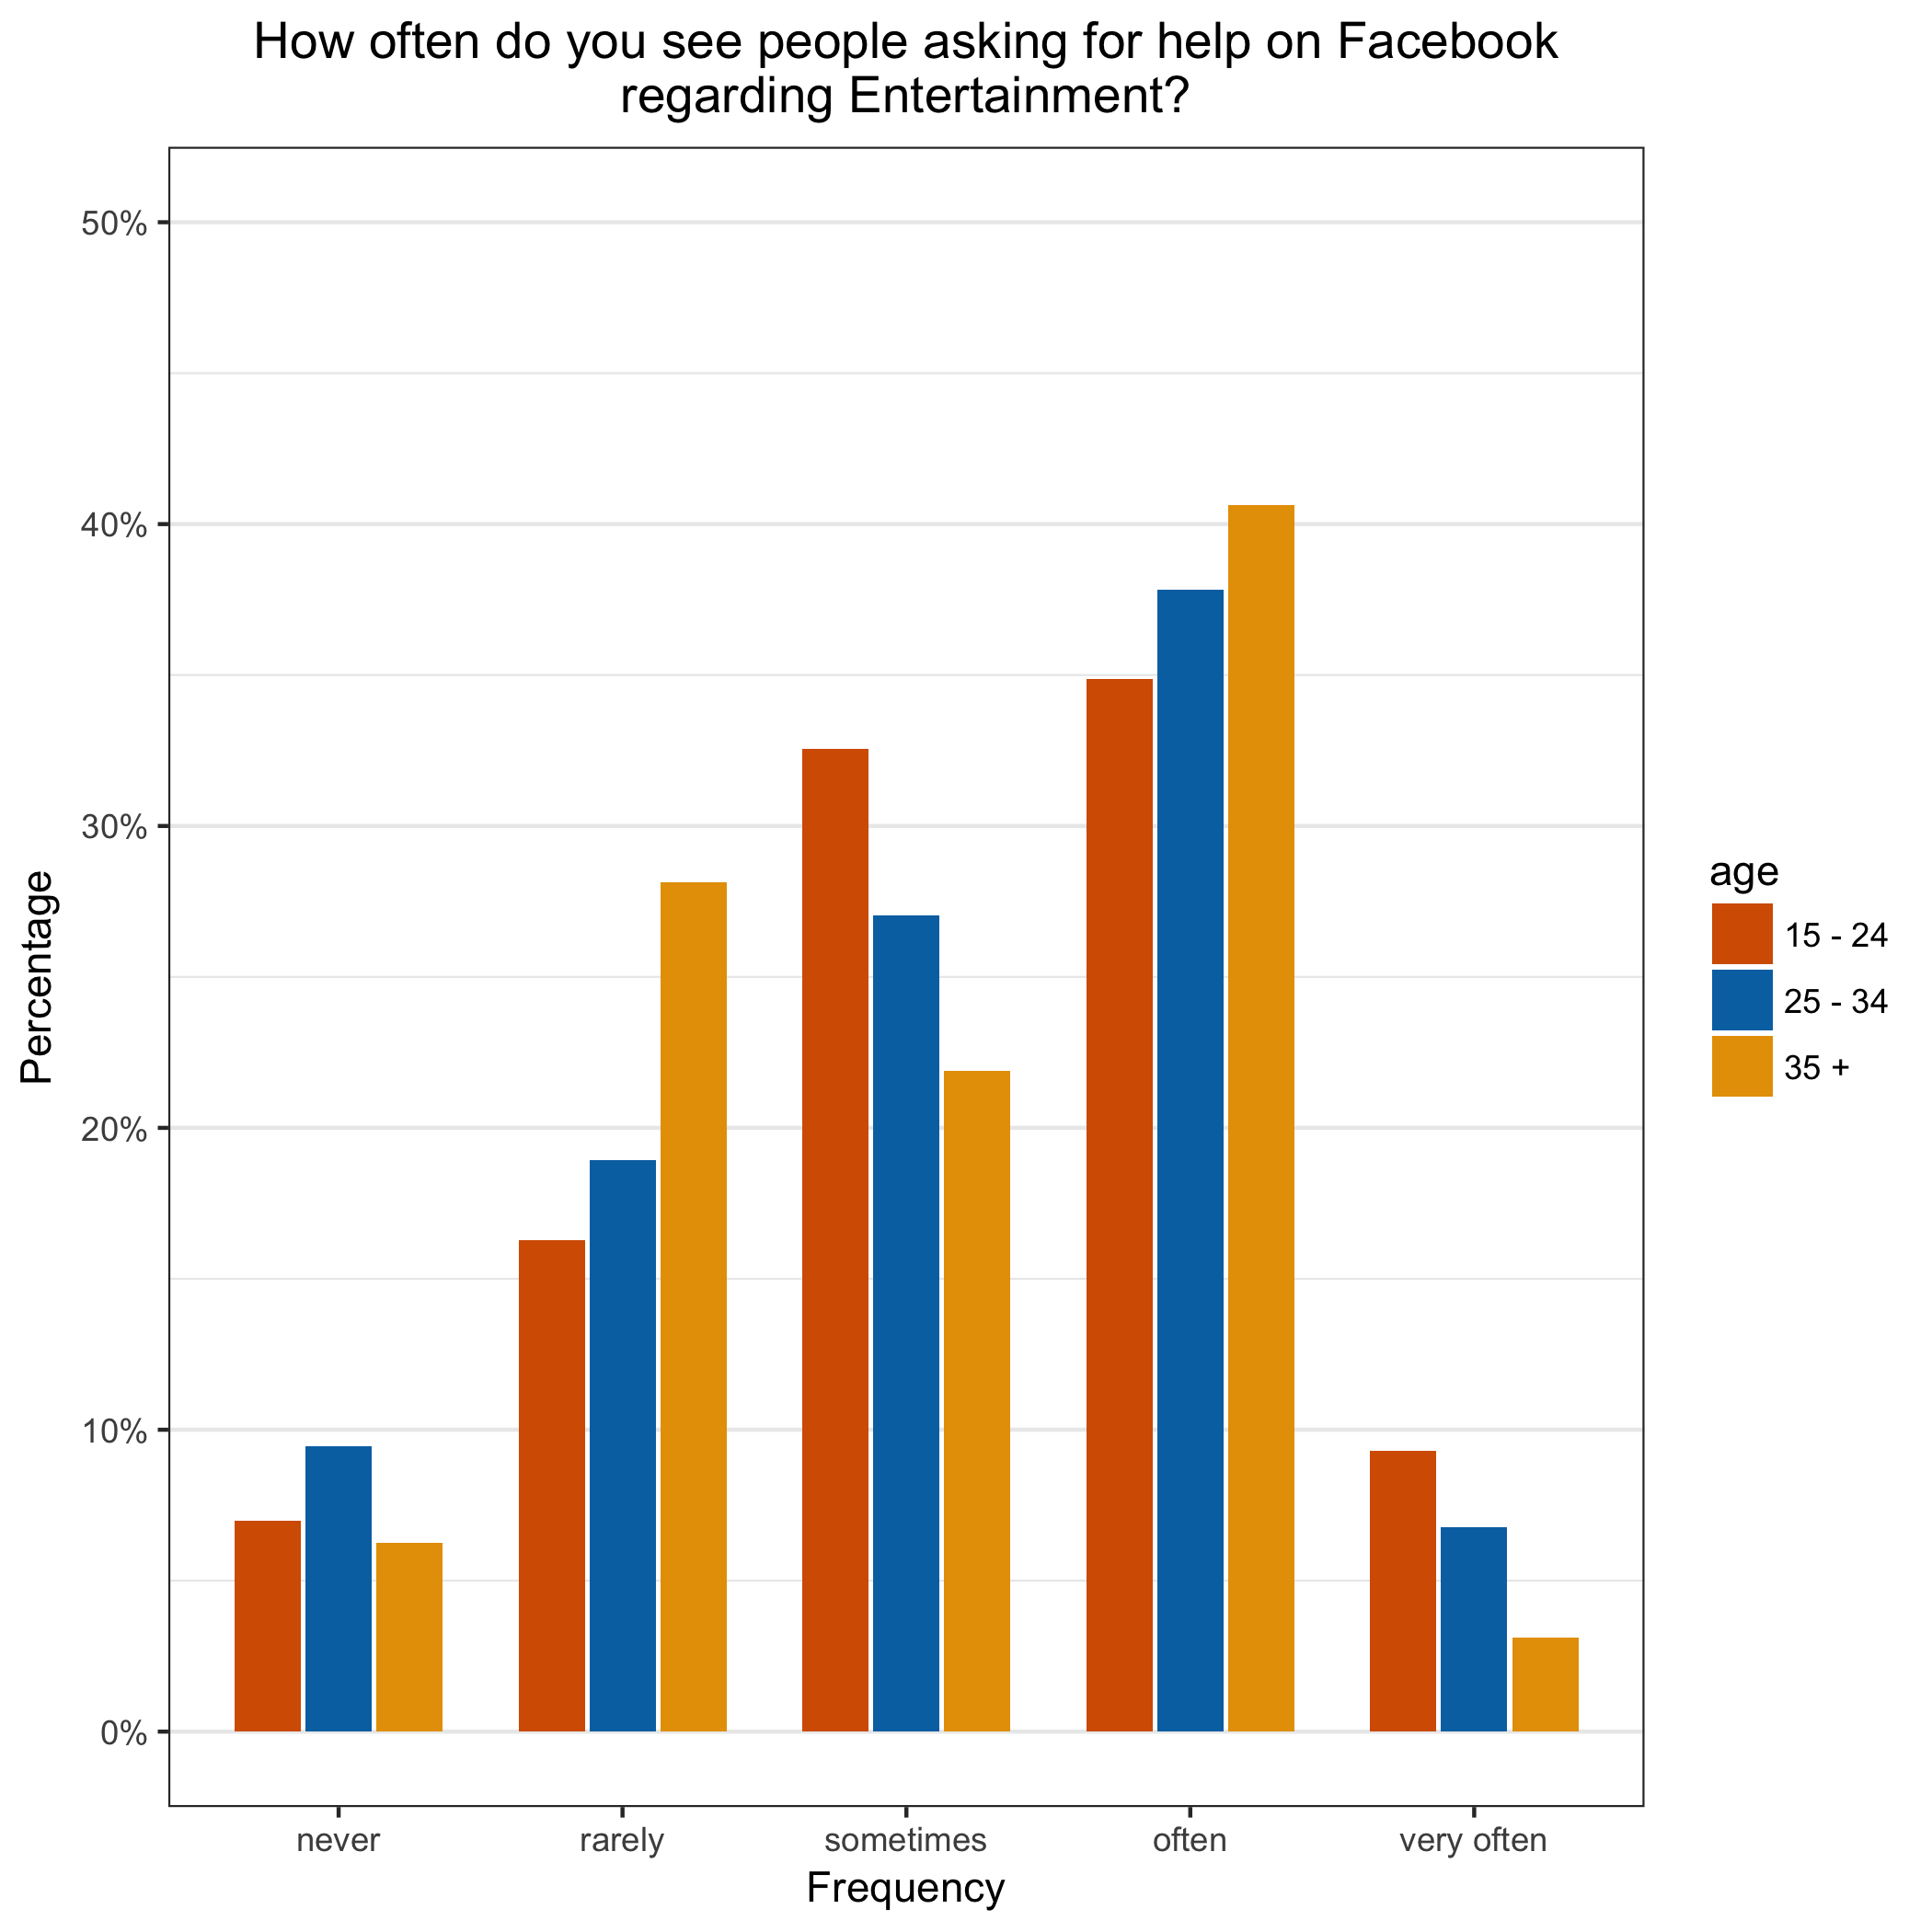 How often do you see people asking for help on Facebook
regarding Entertainment?
Percentage
50%
40%
30%
20%
10%
0%
never
rarely
sometimes
often
very often
Frequency
age
15 - 24
25 - 34
35 +